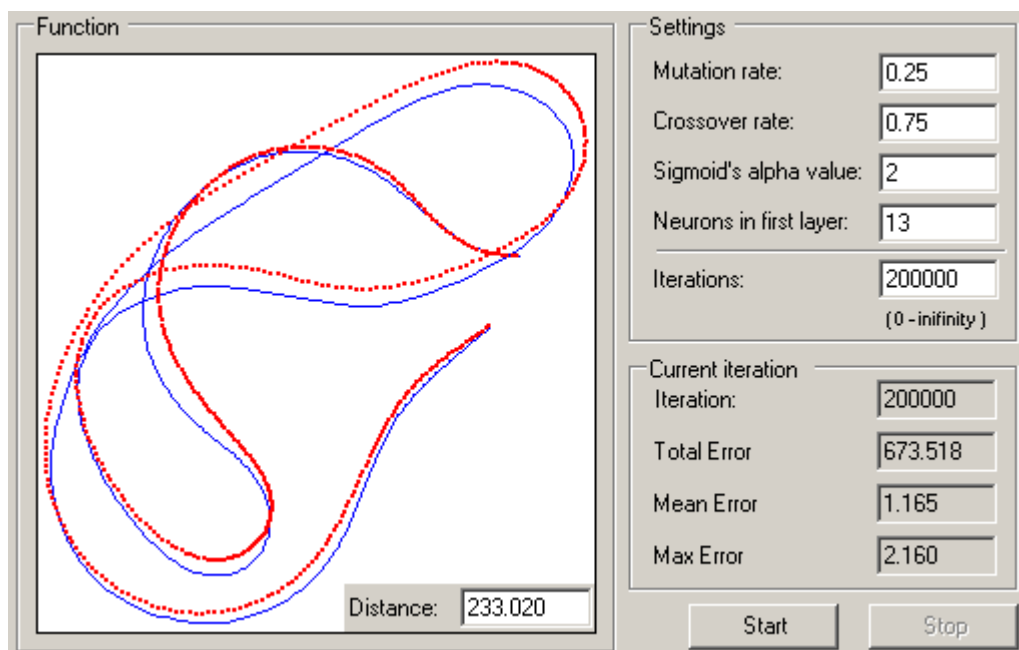 Function
Distance: 233.020
Settings
Mutation rate: 0.25
Crossover rate: 0.75
Sigmoid's alpha value: 2
Neurons in first layer: 13
Iterations: 200000
( 0 - inifinity )
Current iteration
Iteration: 200000
Total Error 673.518
Mean Error 1.165
Max Error 2.160
Start Stop